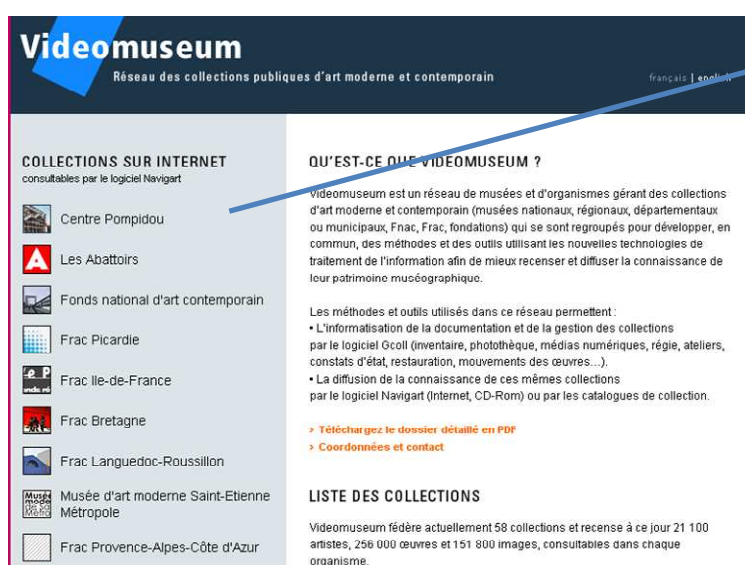 Videomuseum
Réseau des collections publiques d'art moderne et contemporain
français | english
COLLECTIONS SUR INTERNET
consultables par le logiciel Navigart
Centre Pompidou
Les Abattoirs
Fonds national d'art contemporain
Frac Picardie
Frac Ile-de-France
Frac Bretagne
Frac Languedoc-Roussillon
Musée d'art moderne Saint-Etienne
Métropole
Frac Provence-Alpes-Côte d'Azur
QU'EST-CE QUE VIDEOMUSEUM ?
Videomuseum est un réseau de musées et d'organismes gérant des collections
d'art moderne et contemporain (musées nationaux, régionaux, départementaux
ou municipaux, Fnac, Frac, fondations) qui se sont regroupés pour développer, en
commun, des méthodes et des outils utilisant les nouvelles technologies de
traitement de l'information afin de mieux recenser et diffuser la connaissance de
leur patrimoine muséographique.
Les méthodes et outils utilisés dans ce réseau permettent :
• L'informatisation de la documentation et de la gestion des collections
par le logiciel Gcoll (inventaire, photothèque, médias numériques, régie, ateliers,
constats d'état, restauration, mouvements des œuvres...).
• La diffusion de la connaissance de ces mêmes collections
par le logiciel Navigart (Internet, CD-Rom) ou par les catalogues de collection.
> Téléchargez le dossier détaillé en PDF
> Coordonnées et contact
LISTE DES COLLECTIONS
Videomuseum fédère actuellement 58 collections et recense à ce jour 21 100
artistes, 256 000 œuvres et 151 800 images, consultables dans chaque
organisme.